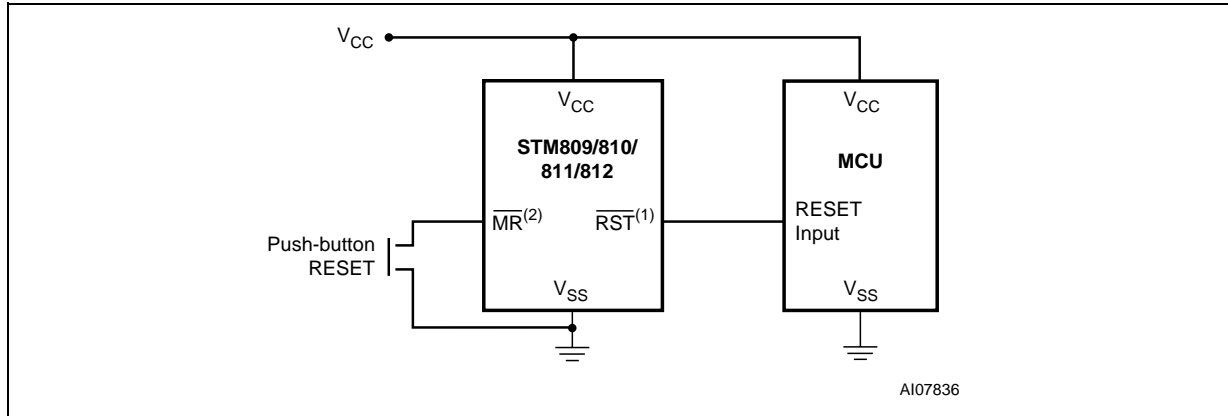 VCC
VCC
STM809/810/
811/812
MR(2)
RST(1)
VSS
Push-button
RESET
VCC
MCU
RESET
Input
VSS
AI07836